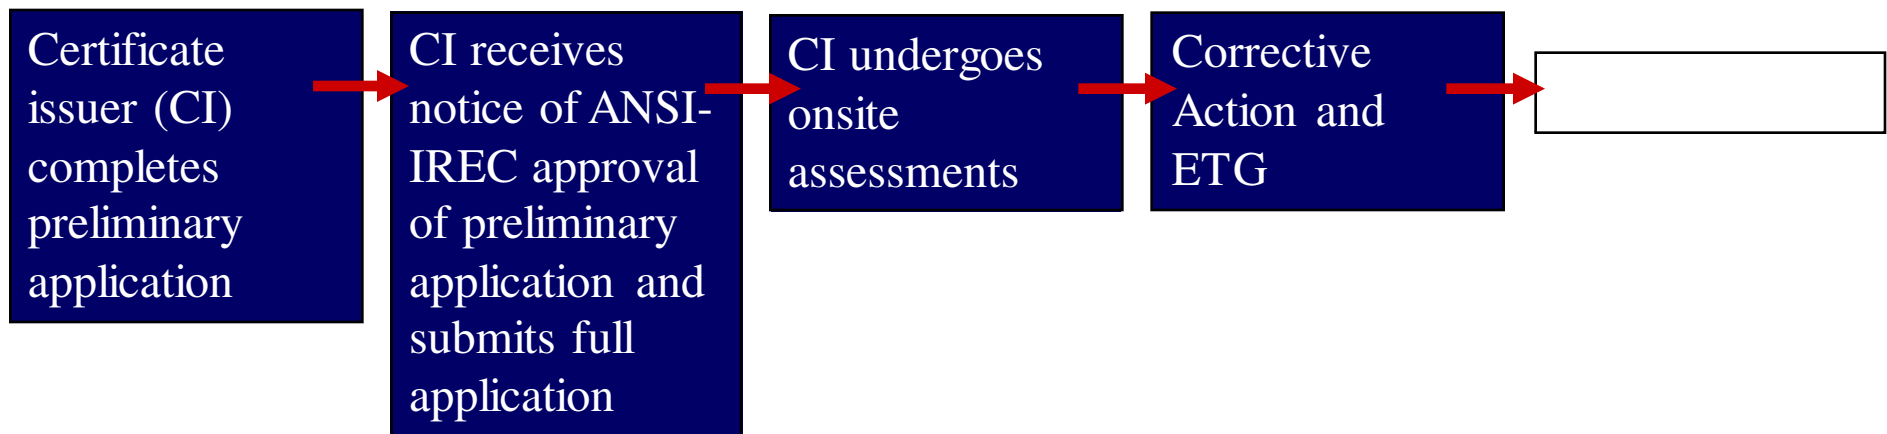 Certificate
issuer (CI)
completes
preliminary
application
CI receives
notice of ANSI-
IREC approval
of preliminary
application and
submits full
application
CI undergoes
onsite
assessments
Corrective
Action and
ETG